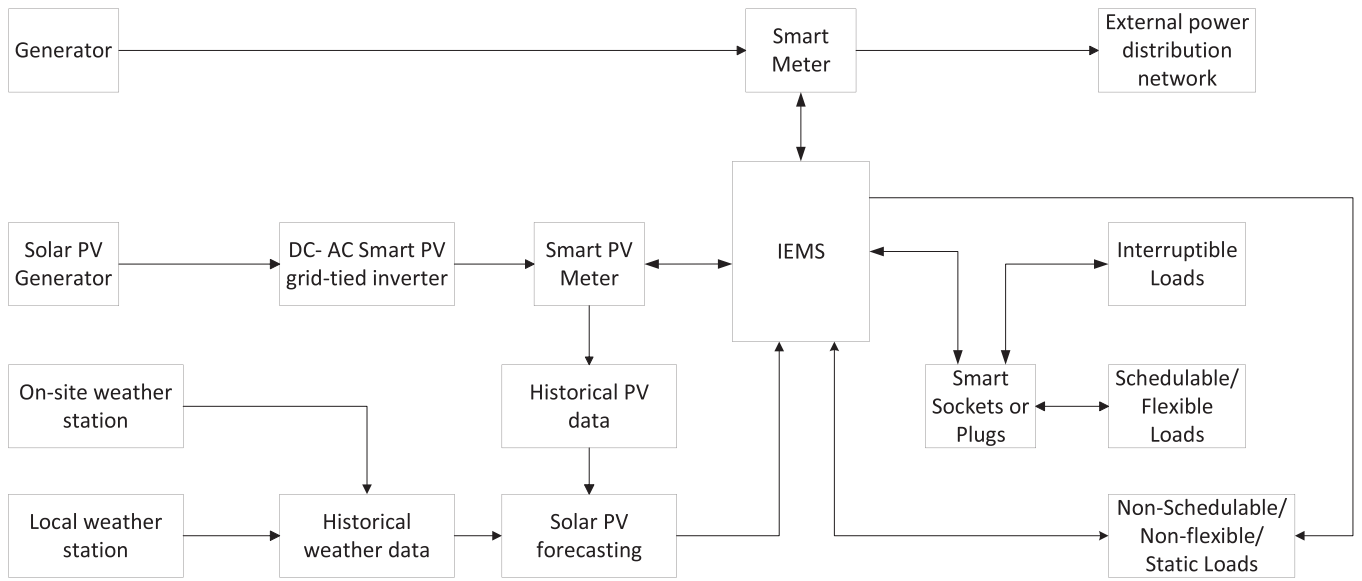 Generator
Smart
Meter
External power
distribution
network
Solar PV
Generator
DC- AC Smart PV
grid-tied inverter
Smart PV
Meter
IEMS
Interruptible
Loads
On-site weather
station
Historical PV
data
Smart
Sockets or
Plugs
Schedulable/
Flexible
Loads
Local weather
station
Historical
weather data
Solar PV
forecasting
Non-Schedulable/
Non-flexible/
Static Loads